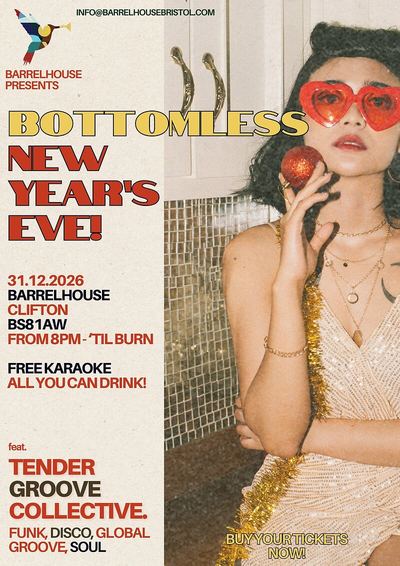 INFO@BARRELHOUSEBRISTOL.COM
BARRELHOUSE
PRESENTS
BOTTOMLESS
NEW
YEAR'S
EVE!
31.12.2026
BARRELHOUSE
CLIFTON
BS81AW
FROM 8PM - 'TIL BURN
FREE KARAOKE
ALL YOU CAN DRINK!
feat.
TENDER
GROOVE
COLLECTIVE.
FUNK, DISCO, GLOBAL
GROOVE, SOUL
BUY YOUR TICKETS
NOW!